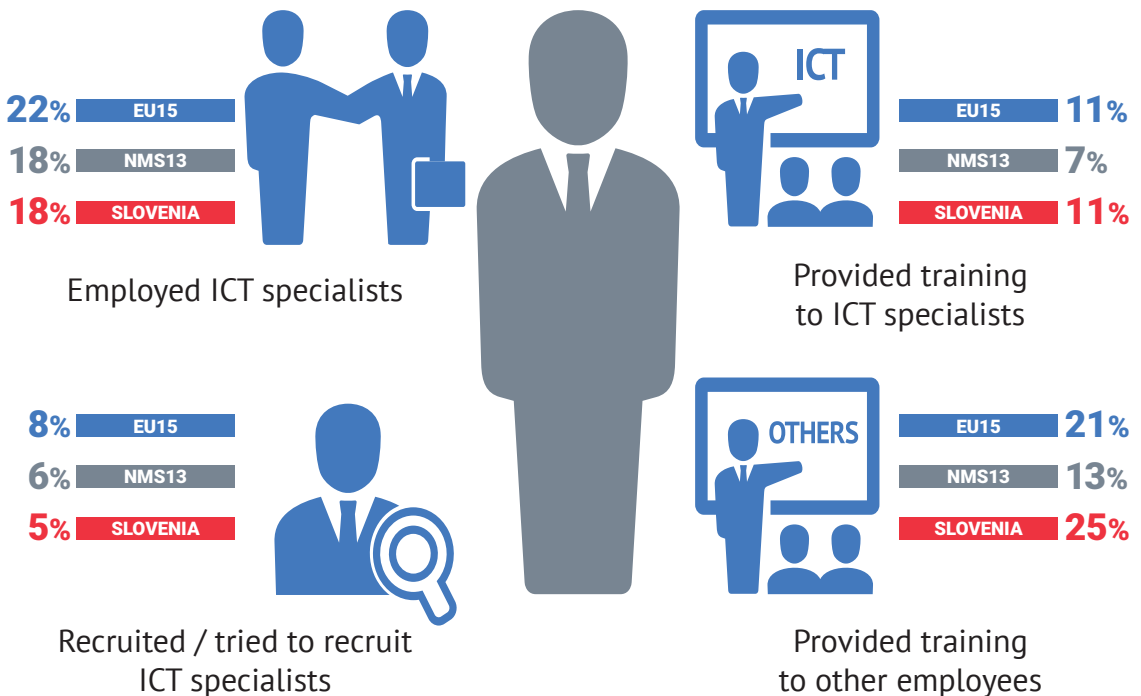 22% EU15
18% NMS13
18% SLOVENIA
Employed ICT specialists
ICT
EU15 11%
NMS13 7%
SLOVENIA 11%
Provided training
to ICT specialists
8% EU15
6% NMS13
5% SLOVENIA
Recruited / tried to recruit
ICT specialists
OTHERS
EU15 21%
NMS13 13%
SLOVENIA 25%
Provided training
to other employees